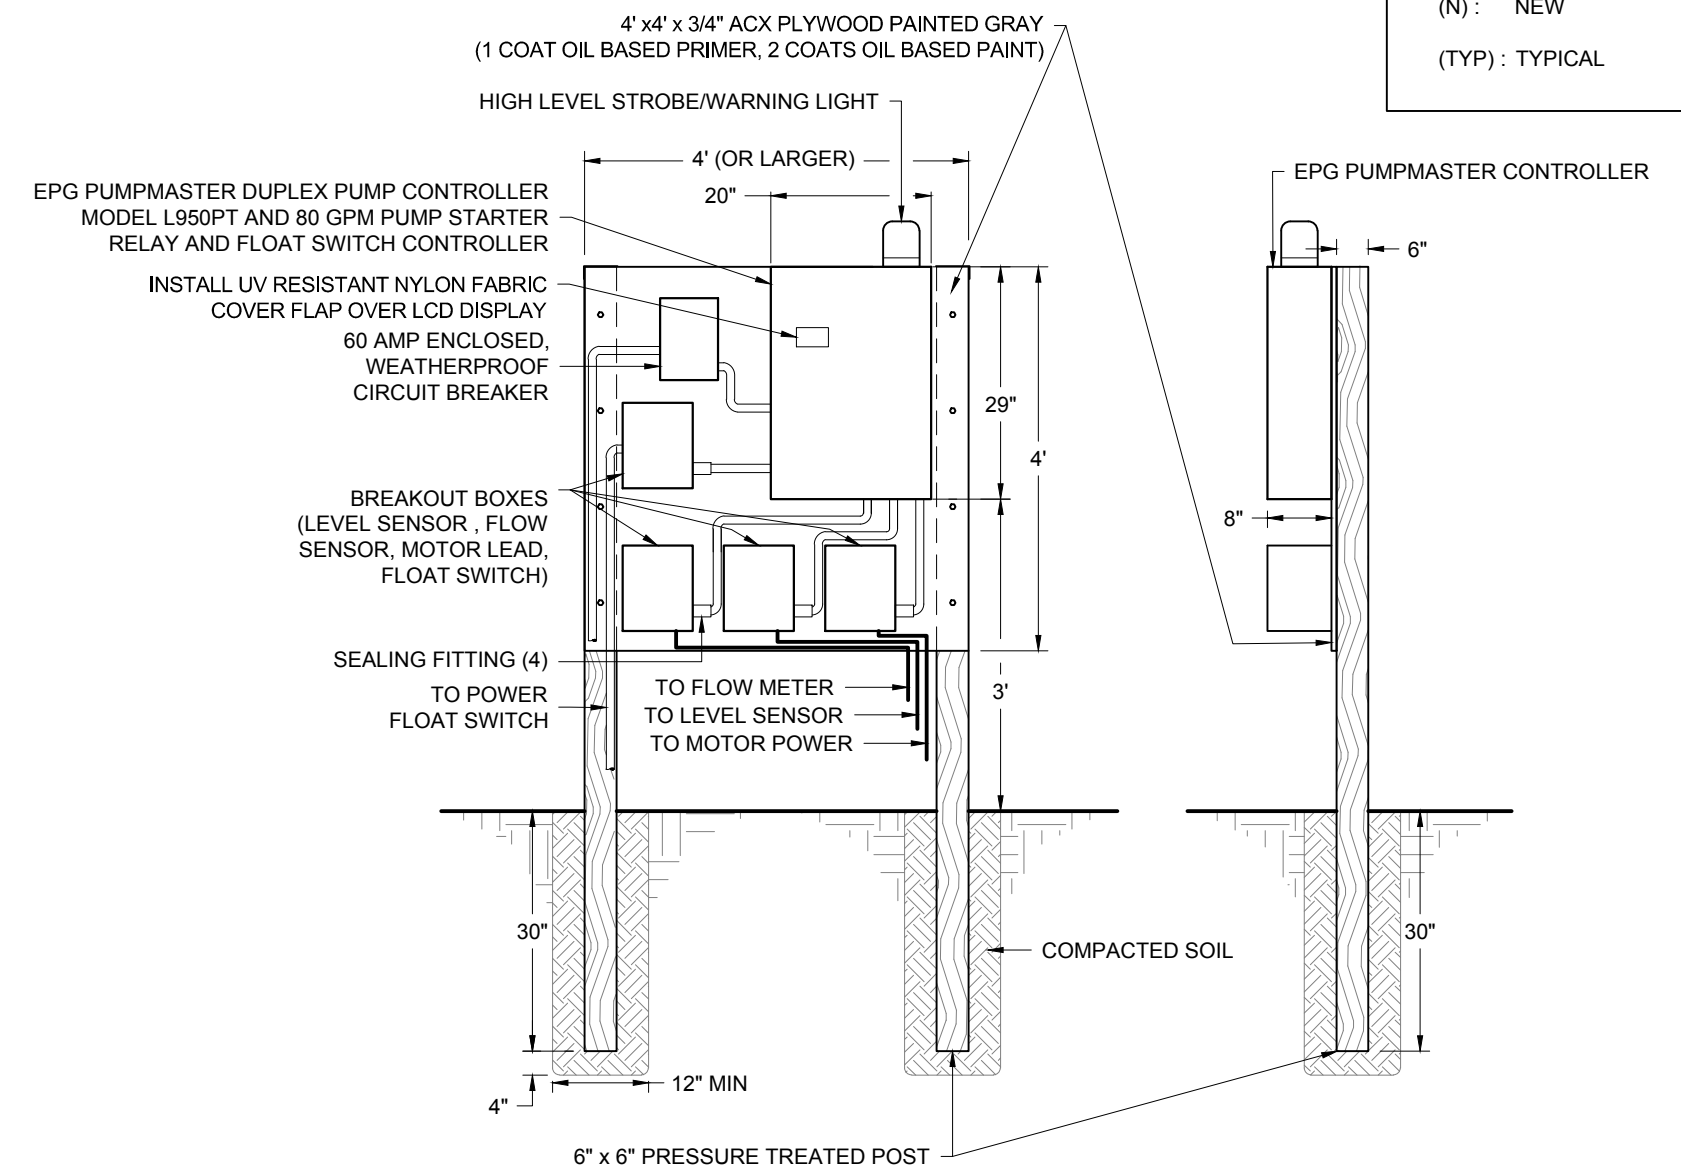 (N) : NEW
(TYP) : TYPICAL
4' x4' x 3/4" ACX PLYWOOD PAINTED GRAY
(1 COAT OIL BASED PRIMER, 2 COATS OIL BASED PAINT)
HIGH LEVEL STROBE/WARNING LIGHT
4' (OR LARGER)
20"
EPG PUMPMASTER DUPLEX PUMP CONTROLLER
MODEL L950PT AND 80 GPM PUMP STARTER
RELAY AND FLOAT SWITCH CONTROLLER
INSTALL UV RESISTANT NYLON FABRIC
COVER FLAP OVER LCD DISPLAY
60 AMP ENCLOSED,
WEATHERPROOF
CIRCUIT BREAKER
BREAKOUT BOXES
(LEVEL SENSOR , FLOW
SENSOR, MOTOR LEAD,
FLOAT SWITCH)
SEALING FITTING (4)
TO POWER
FLOAT SWITCH
TO FLOW METER
TO LEVEL SENSOR
TO MOTOR POWER
29"
4'
3'
30"
4"
12" MIN
COMPACTED SOIL
6" x 6" PRESSURE TREATED POST
EPG PUMPMASTER CONTROLLER
6"
8"
30"